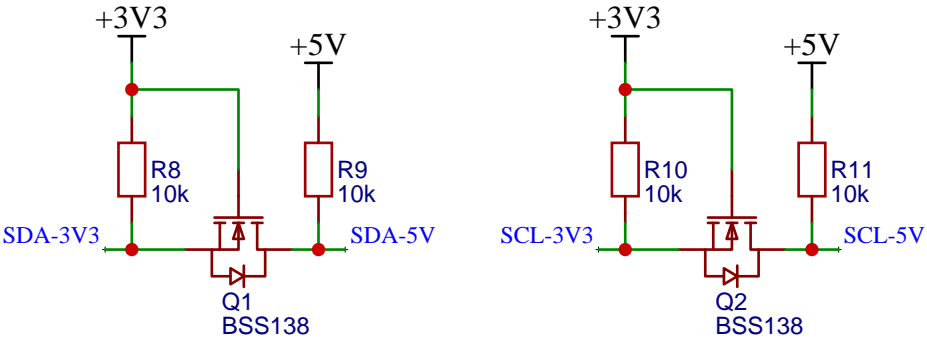 +3V3
+5V
R8
10k
R9
10k
SDA-3V3
SDA-5V
Q1
BSS138
+3V3
+5V
R10
10k
R11
10k
SCL-3V3
SCL-5V
Q2
BSS138